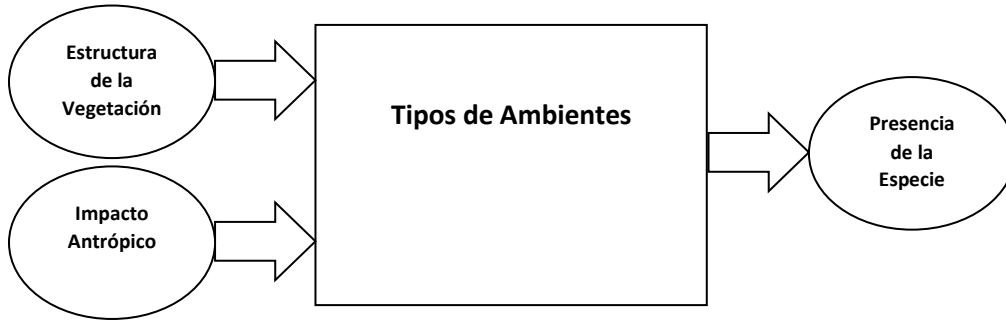 Estructura
de la
Vegetación
Impacto
Antrópico
Tipos de Ambientes
Presencia
de la
Especie